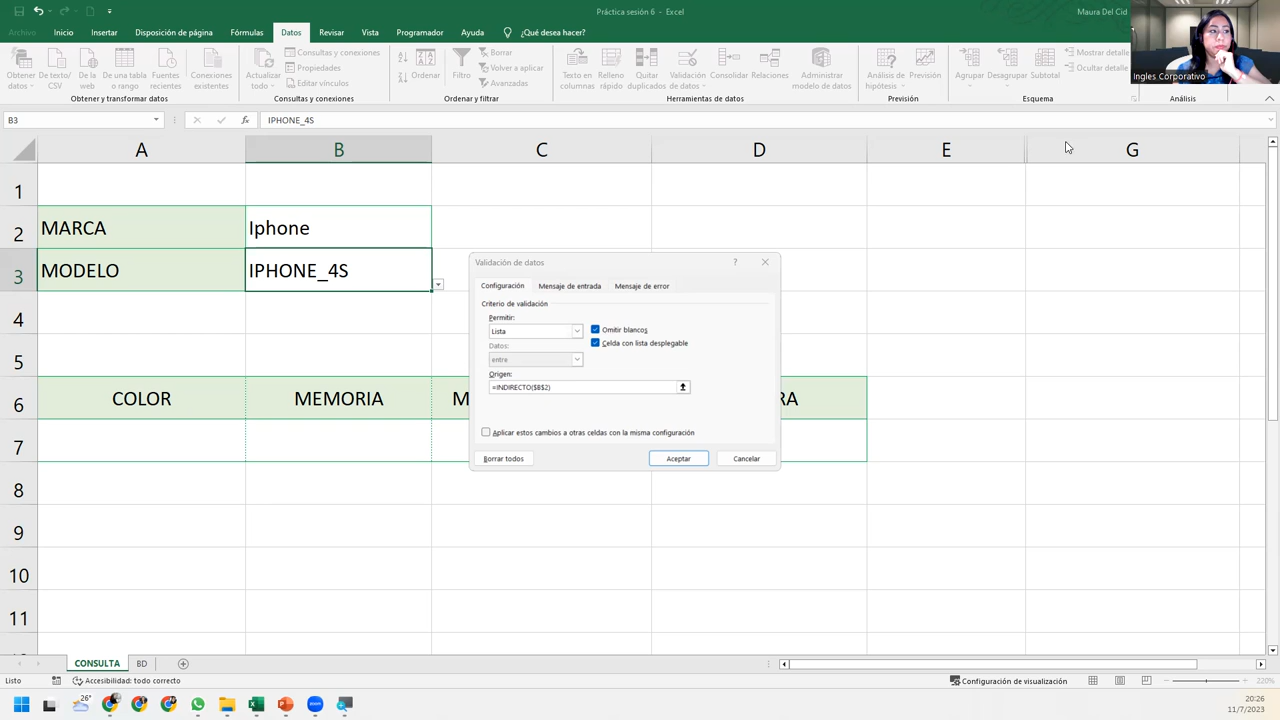 Práctica sesión 6 - Excel
Maura Del Cid
Archivo Inicio Insertar Disposición de página Fórmulas Datos Revisar Vista Programador Ayuda ¿Qué desea hacer?
Obtener datos
De texto/CSV
De la web
De una tabla o rango
Fuentes recientes
Conexiones existentes
Obtener y transformar datos
Actualizar todo
Consultas y conexiones
Propiedades
Editar vínculos
Consultas y conexiones
Ordenar
Filtro
Borrar
Volver a aplicar
Avanzadas
Ordenar y filtrar
Texto en columnas
Relleno rápido
Quitar duplicados
Validación de datos
Consolidar
Relaciones
Administrar modelo de datos
Herramientas de datos
Análisis de hipótesis
Previsión
Previsión
Agrupar
Desagrupar
Subtotal
Mostrar detalle
Ocultar detalle
Esquema
Análisis
Ingles Corporativo
B3 fx IPHONE_4S
A B C D E G
1
2 MARCA Iphone
3 MODELO IPHONE_4S
4
5
6 COLOR MEMORIA M RA
7
8
9
10
11
Validación de datos ?
Configuración Mensaje de entrada Mensaje de error
Criterio de validación
Permitir:
Lista
Omitir blancos
Celda con lista desplegable
Datos:
entre
Origen:
=INDIRECTO($B$2)
Aplicar estos cambios a otras celdas con la misma configuración
Borrar todos Aceptar Cancelar
CONSULTA BD
Listo Accesibilidad: todo correcto Configuración de visualización 220%
26°
20:26
11/7/2023